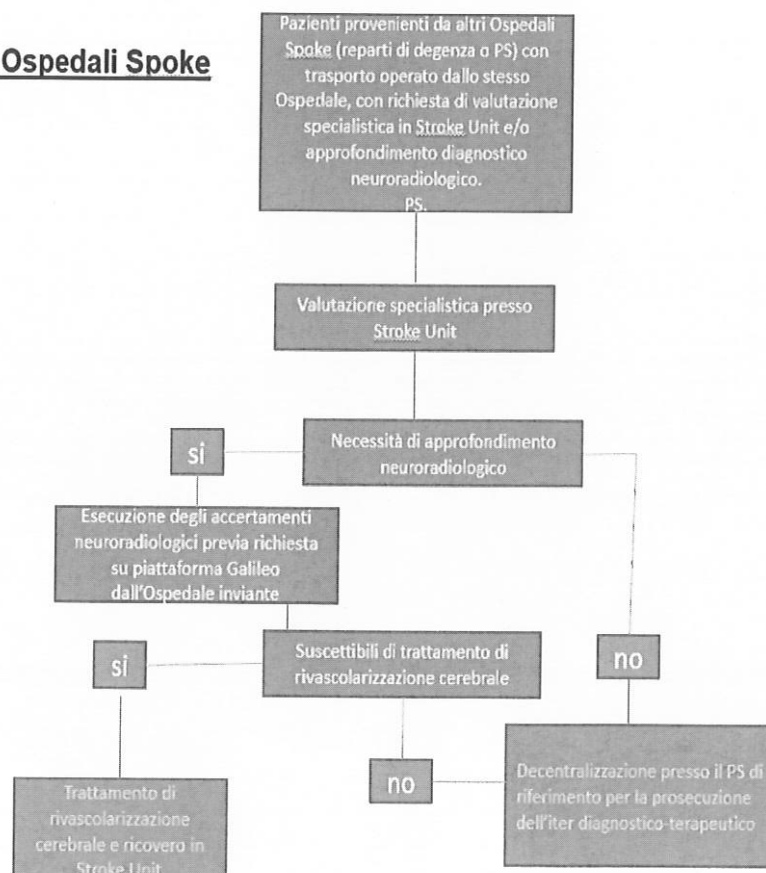 Ospedali Spoke
Pazienti provenienti da altri Ospedali
Spoke (reparti di degenza o PS) con
trasporto operato dallo stesso
Ospedale, con richiesta di valutazione
specialistica in Stroke Unit e/o
approfondimento diagnostico
neuroradiologico.
PS.
Valutazione specialistica presso
Stroke Unit
si
Necessità di approfondimento
neuroradiologico
Esecuzione degli accertamenti
neuroradiologici previa richiesta
su piattaforma Galileo
dall'Ospedale inviante
si
Suscettibili di trattamento di
rivascolarizzazione cerebrale
no
no
Decentralizzazione presso il PS di
riferimento per la prosecuzione
dell'iter diagnostico-terapeutico
Trattamento di
rivascolarizzazione
cerebrale e ricovero in
Stroke Unit